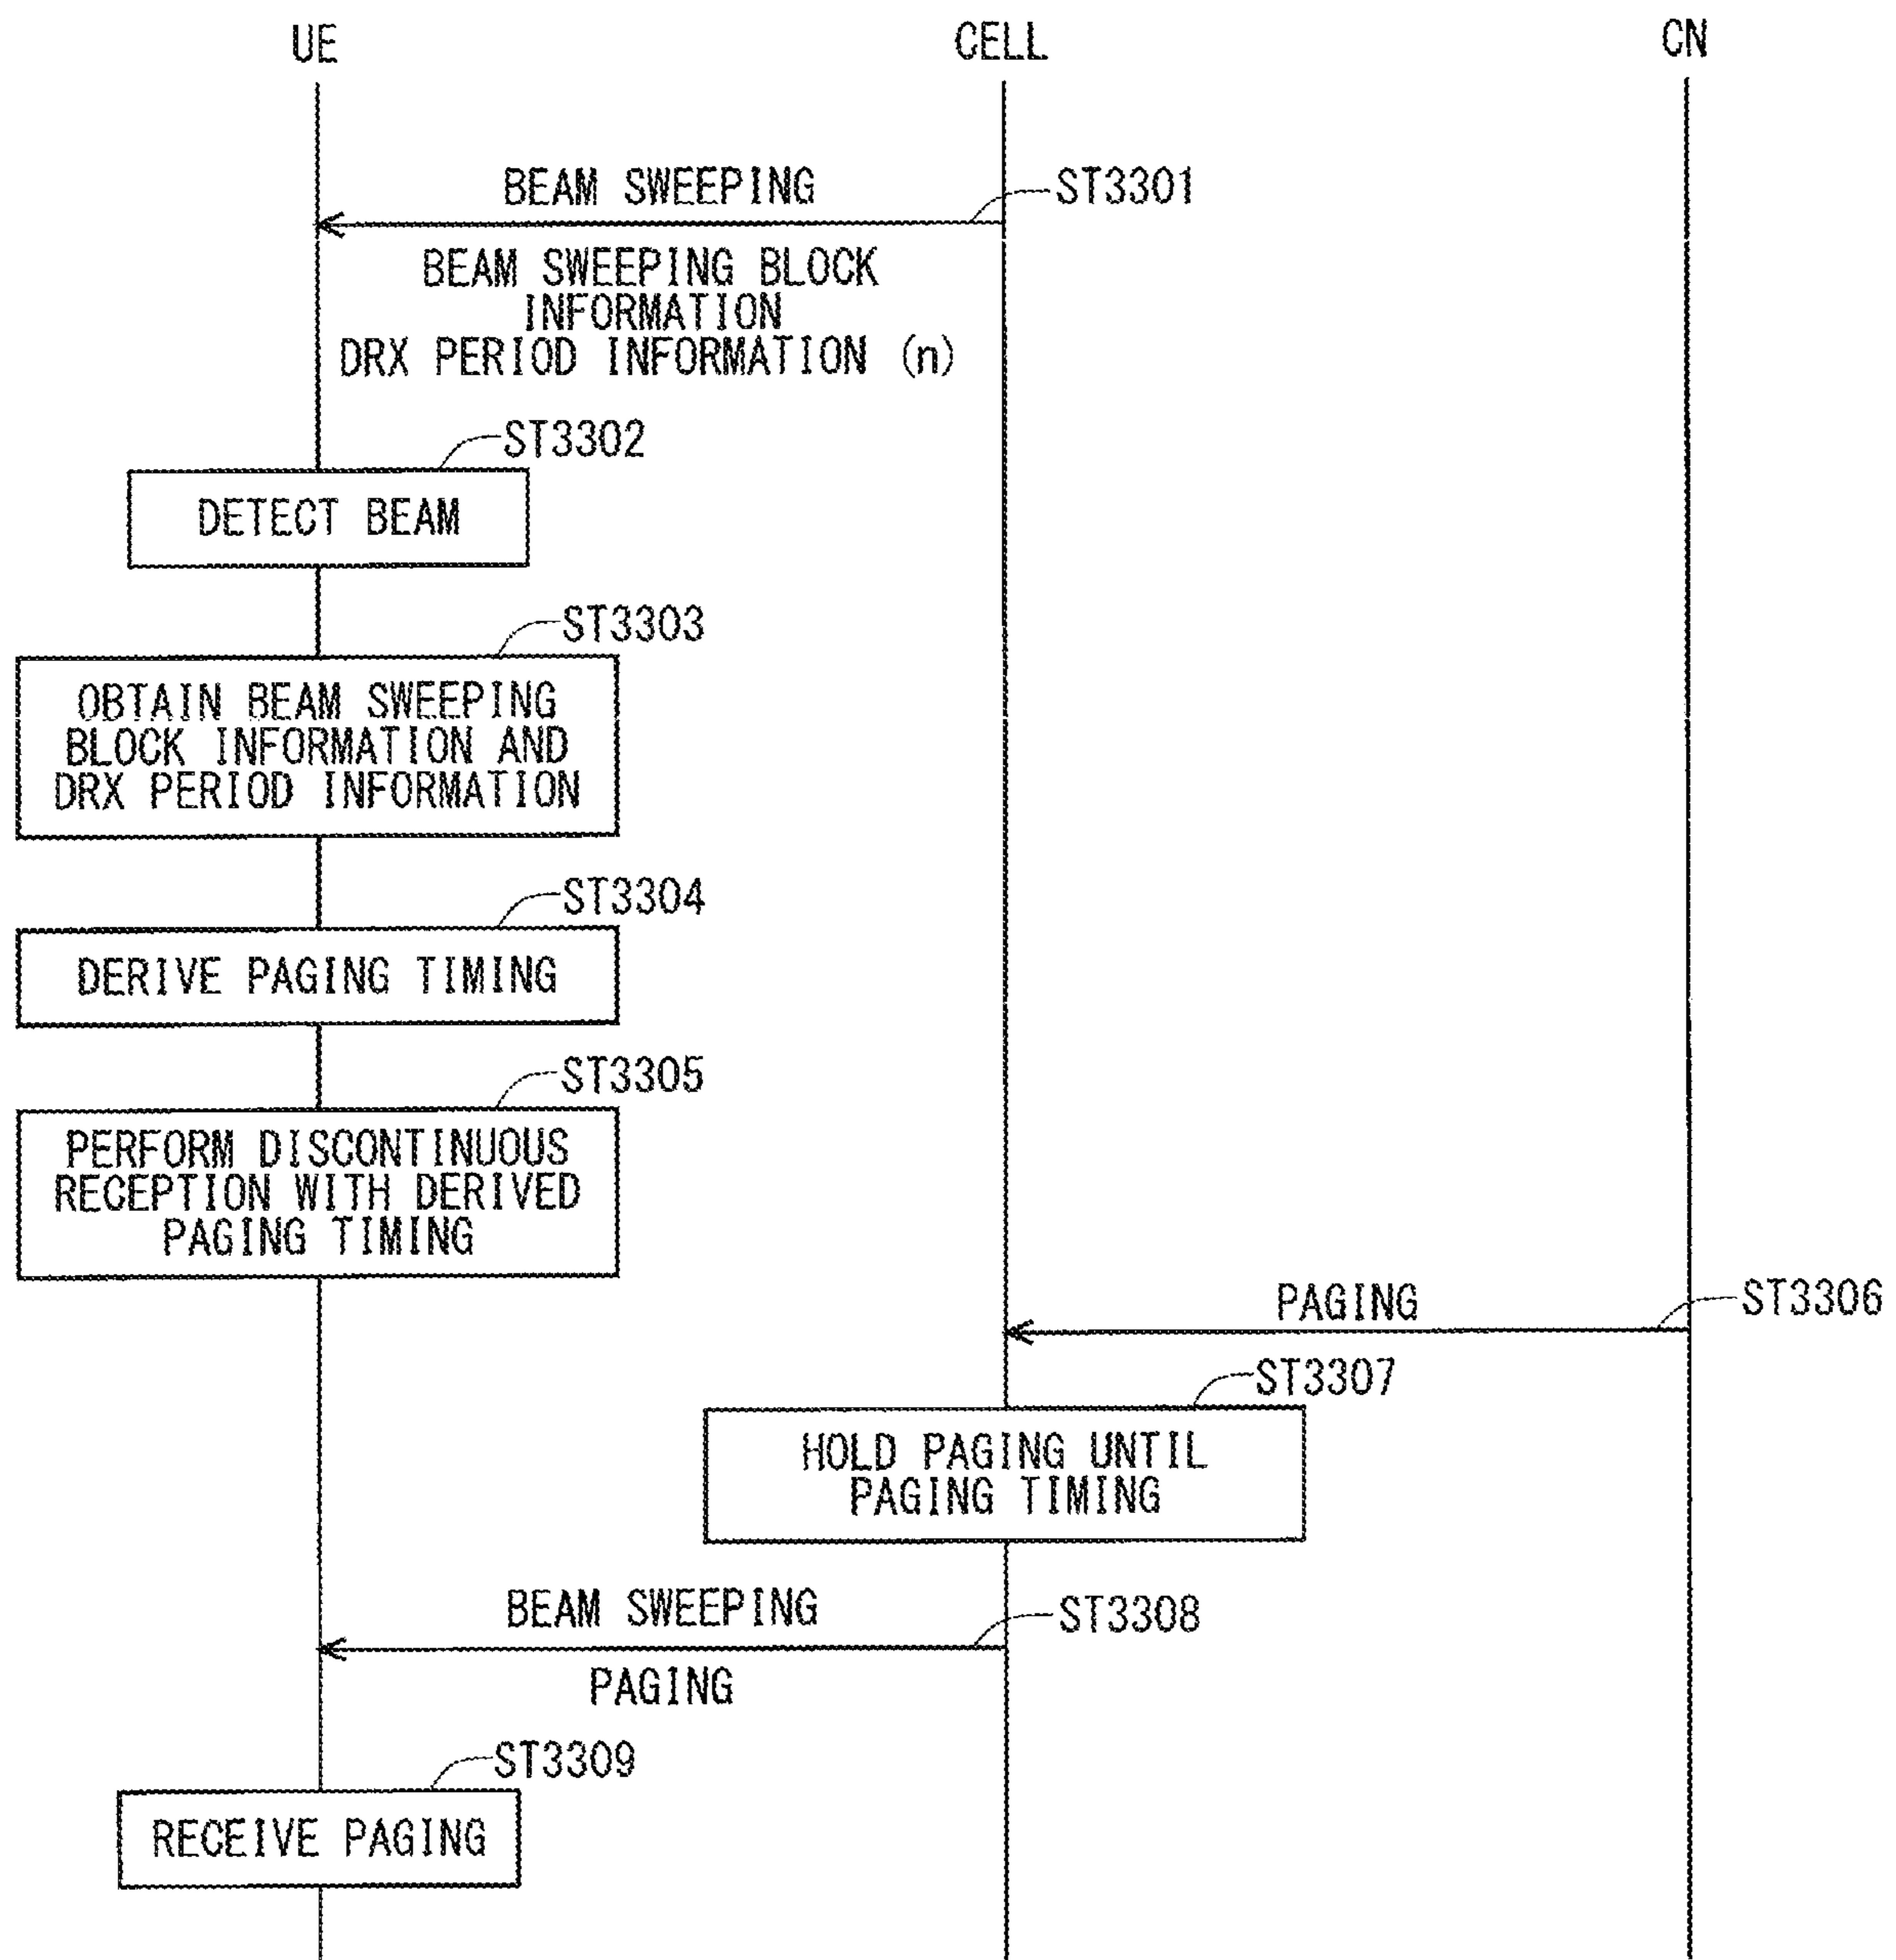 UE
CELL
CN
BEAM SWEEPING
ST3301
BEAM SWEEPING BLOCK
INFORMATION
DRX PERIOD INFORMATION (n)
ST3302
DETECT BEAM
ST3303
OBTAIN BEAM SWEEPING
BLOCK INFORMATION AND
DRX PERIOD INFORMATION
ST3304
DERIVE PAGING TIMING
ST3305
PERFORM DISCONTINUOUS
RECEPTION WITH DERIVED
PAGING TIMING
PAGING
ST3306
ST3307
HOLD PAGING UNTIL
PAGING TIMING
BEAM SWEEPING
ST3308
PAGING
ST3309
RECEIVE PAGING